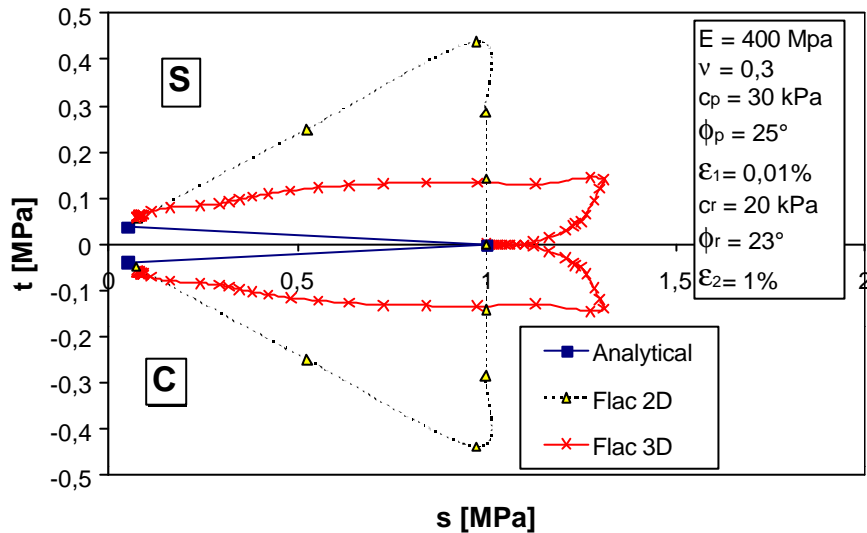 0,5
0,4
0,3
0,2
0,1
0
-0,1
-0,2
-0,3
-0,4
-0,5
t [MPa]
S
C
0
0,5
1
1,5
2
s [MPa]
E = 400 Mpa
ν = 0,3
cp = 30 kPa
ϕp = 25°
ε1= 0,01%
cr = 20 kPa
ϕr = 23°
ε2= 1%
Analytical
Flac 2D
Flac 3D